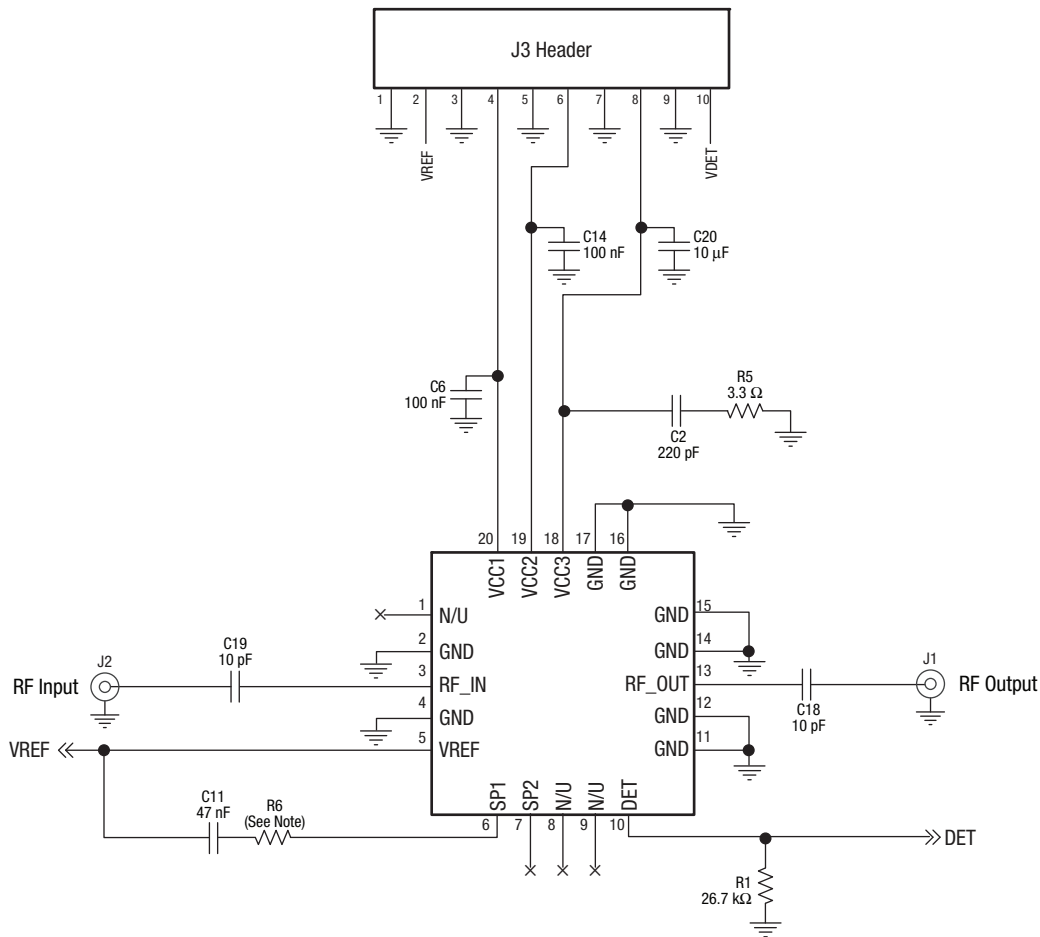 J3 Header
1 2 3 4 5 6 7 8 9 10
VREF
VDET
C14
100 nF
C20
10 μF
C6
100 nF
R5
3.3 Ω
C2
220 pF
20 19 18 17 16
VCC1 VCC2 VCC3 GND GND
1 N/U
2 GND
3 RF_IN
4 GND
5 VREF
GND 15
GND 14
RF_OUT 13
GND 12
GND 11
SP1 SP2 N/U N/U DET
6 7 8 9 10
C19
10 pF
J2
RF Input
VREF
C11
47 nF
R6
(See Note)
J1
RF Output
C18
10 pF
DET
R1
26.7 kΩ